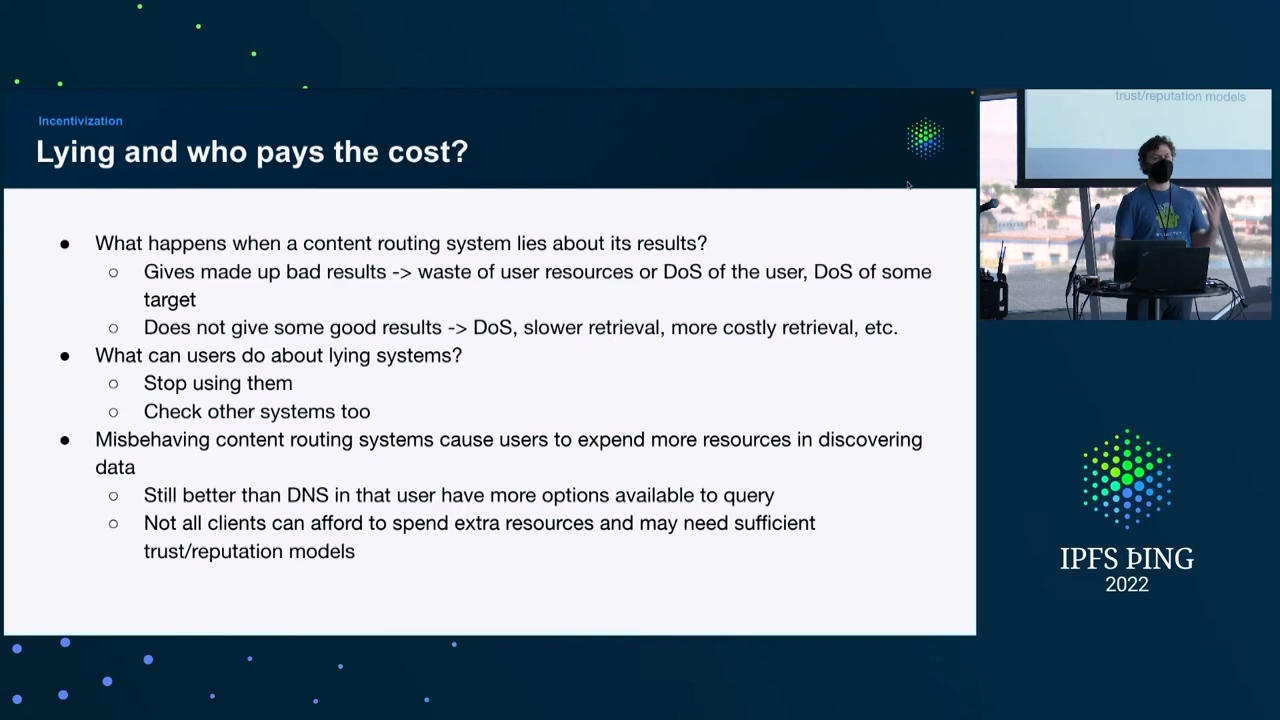 Incentivization
Lying and who pays the cost?
● What happens when a content routing system lies about its results?
○ Gives made up bad results -> waste of user resources or DoS of the user, DoS of some
target
○ Does not give some good results -> DoS, slower retrieval, more costly retrieval, etc.
● What can users do about lying systems?
○ Stop using them
○ Check other systems too
● Misbehaving content routing systems cause users to expend more resources in discovering
data
○ Still better than DNS in that user have more options available to query
○ Not all clients can afford to spend extra resources and may need sufficient
trust/reputation models
trust/reputation models
IPFS ÞING
2022